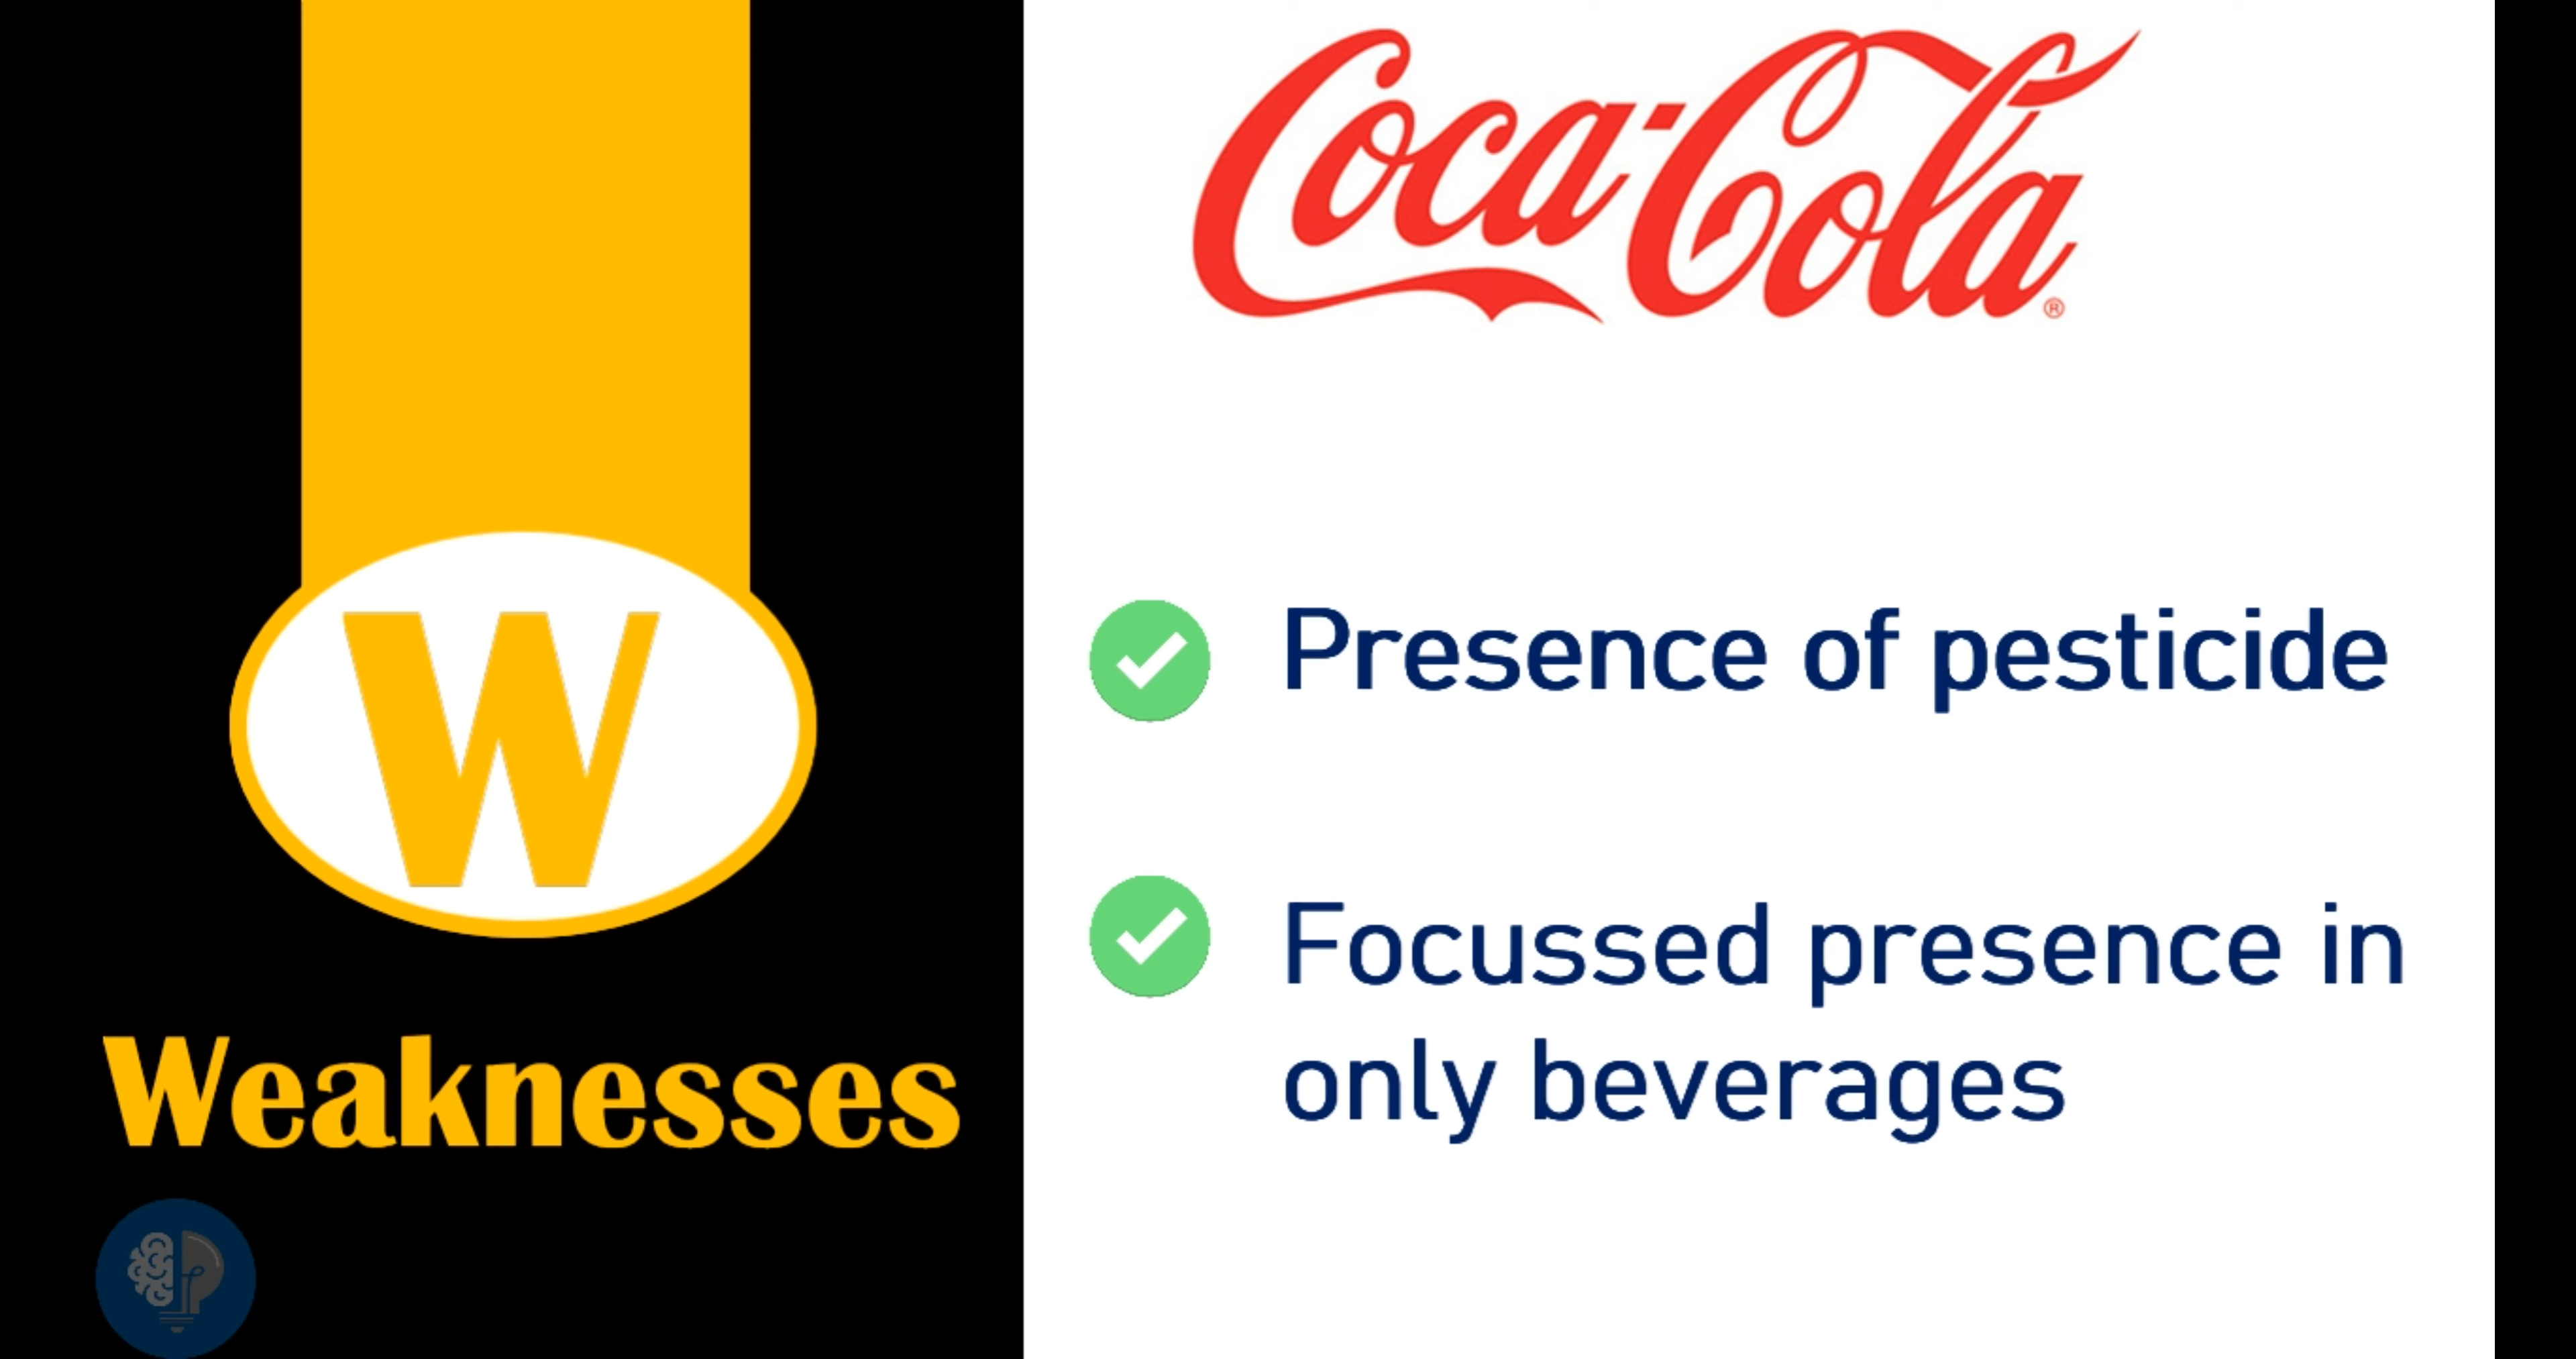 W
Weaknesses
Coca-Cola®
Presence of pesticide
Focussed presence in
only beverages